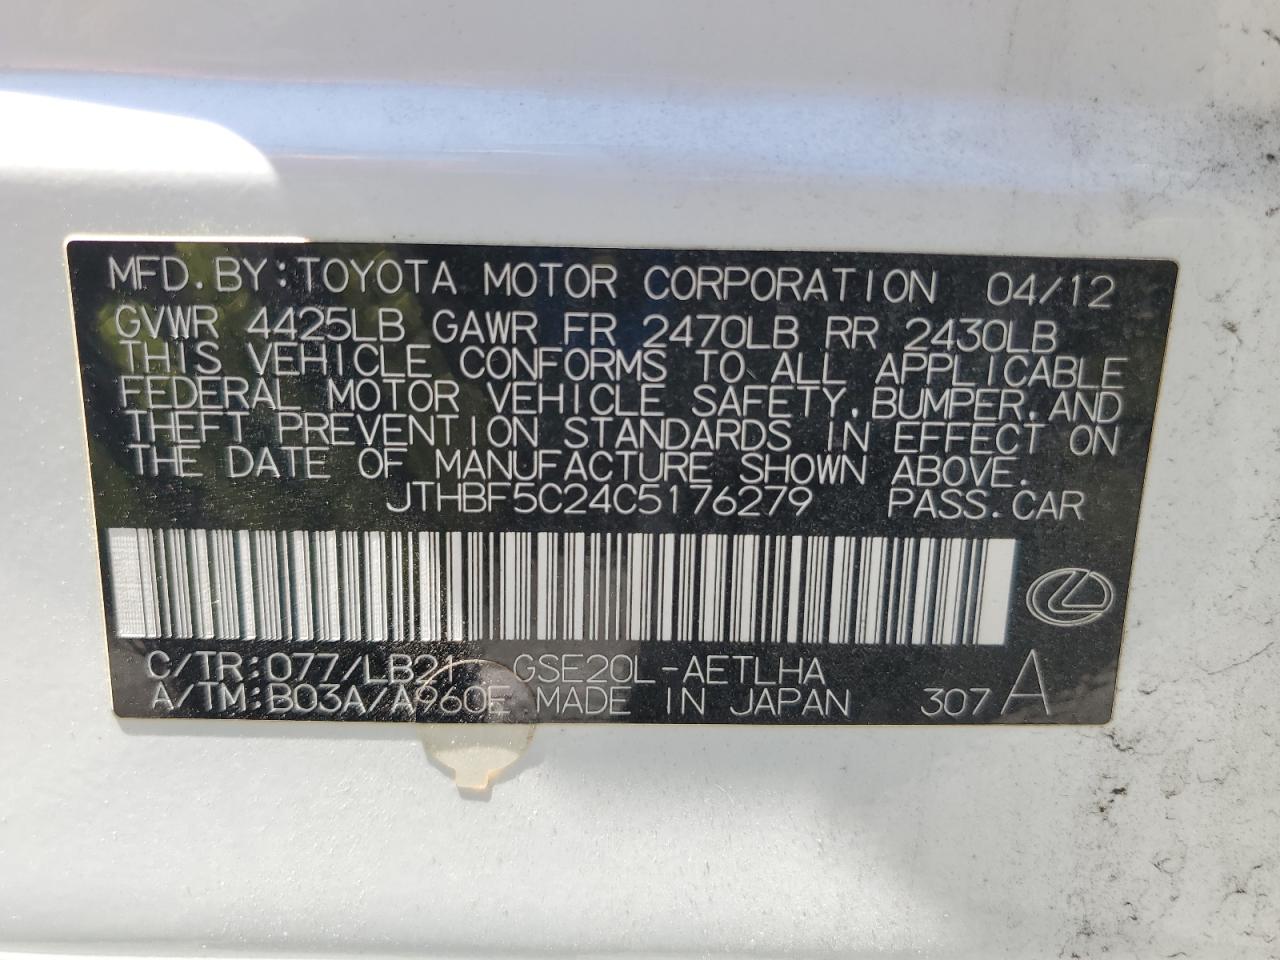 MFD. BY:TOYOTA MOTOR CORPORATION 04/12
GVWR 4425LB GAWR FR 2470LB RR 2430LB
THIS VEHICLE CONFORMS TO ALL APPLICABLE
FEDERAL MOTOR VEHICLE SAFETY, BUMPER, AND
THEFT PREVENTION STANDARDS IN EFFECT ON
THE DATE OF MANUFACTURE SHOWN ABOVE.
JTHBF5C24C5176279 PASS.CAR
C/TR:077/LB21 GSE20L-AETLHA
A/TM:B03A/A960E MADE IN JAPAN 307 A